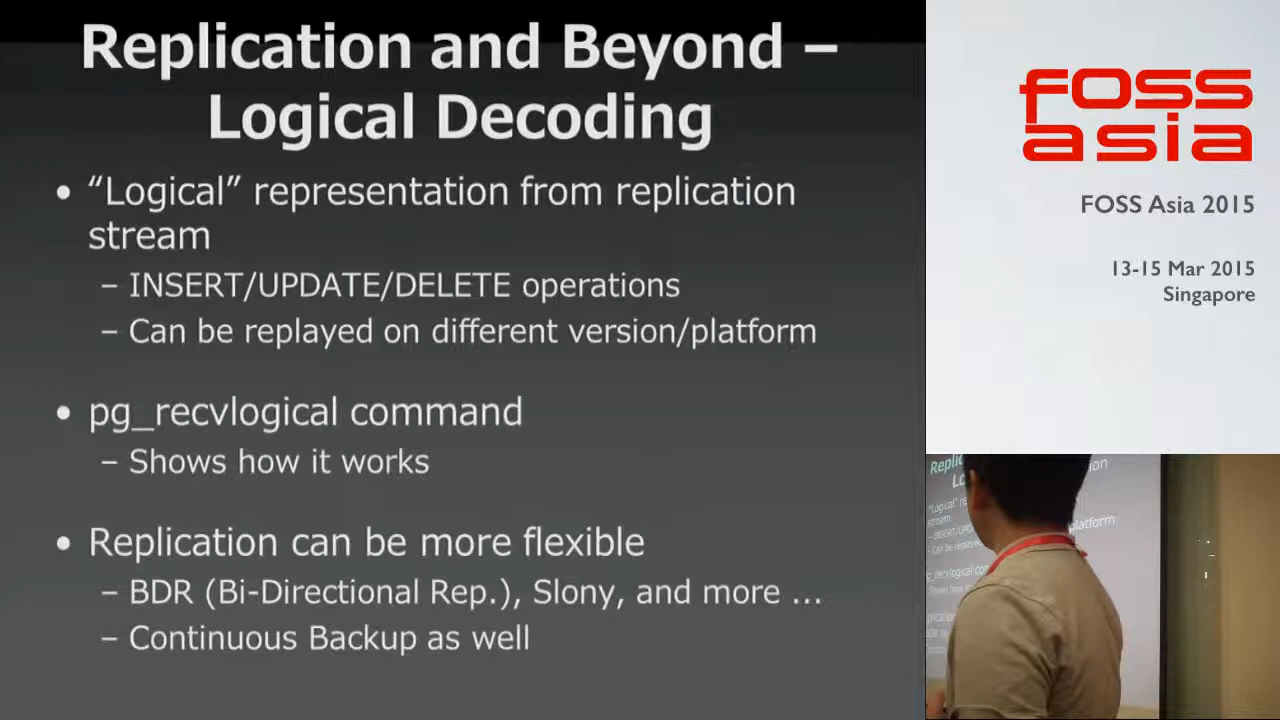 Replication and Beyond –
Logical Decoding
• “Logical” representation from replication
stream
– INSERT/UPDATE/DELETE operations
– Can be replayed on different version/platform
• pg_recvlogical command
– Shows how it works
• Replication can be more flexible
– BDR (Bi-Directional Rep.), Slony, and more ...
– Continuous Backup as well
FOSS
asia
FOSS Asia 2015
13-15 Mar 2015
Singapore